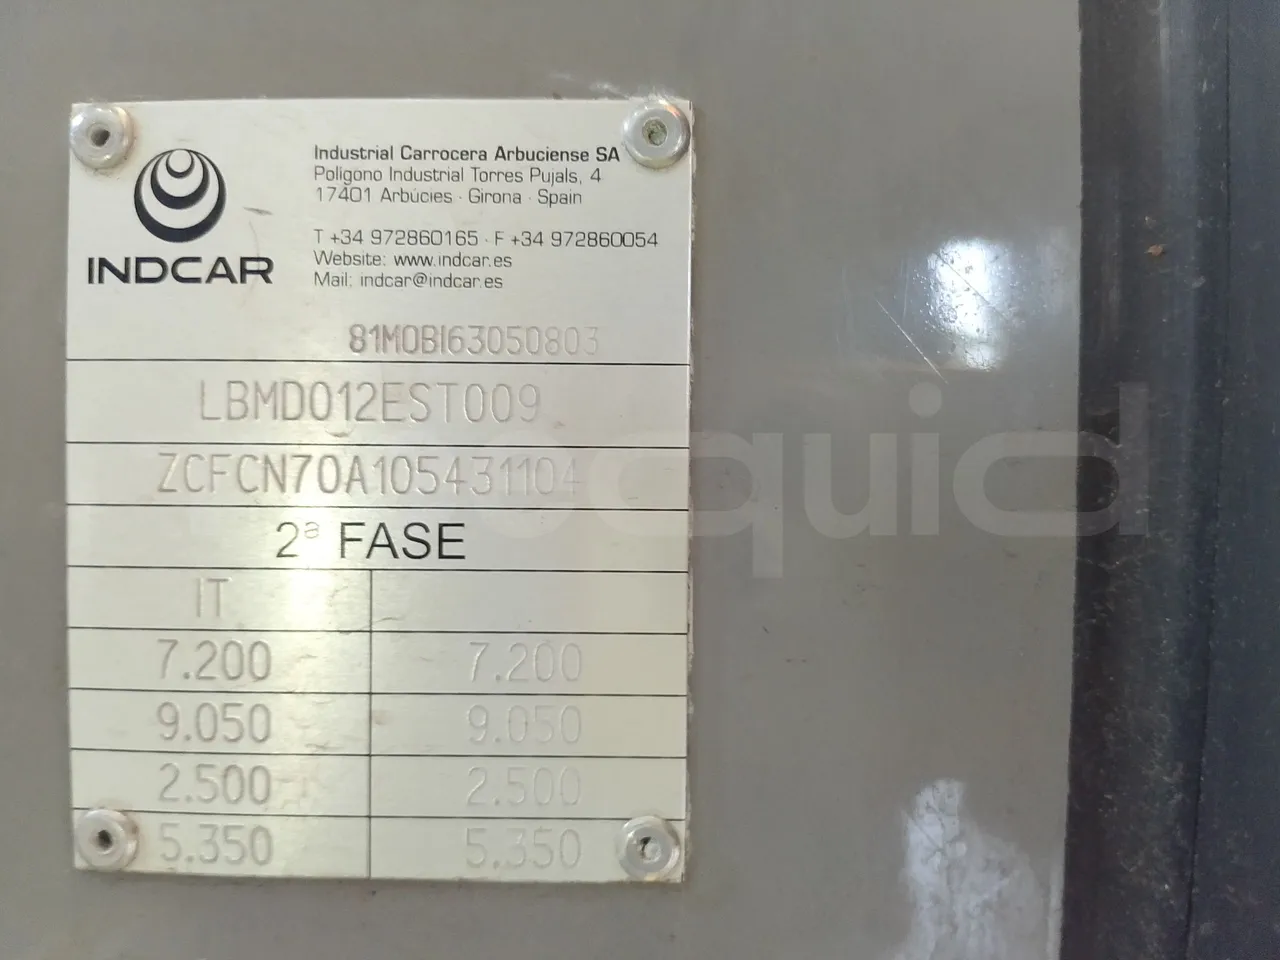 INDCAR
Industrial Carrocera Arbuciense SA
Polígono Industrial Torres Pujals, 4
17401 Arbúcies · Girona · Spain
T +34 972860165 · F +34 972860054
Website: www.indcar.es
Mail: indcar@indcar.es
81MOBI63050803
LBMD012EST009
ZCFCN70A105431104
2ª FASE
IT
7.200 7.200
9.050 9.050
2.500 2.500
5.350 5.350